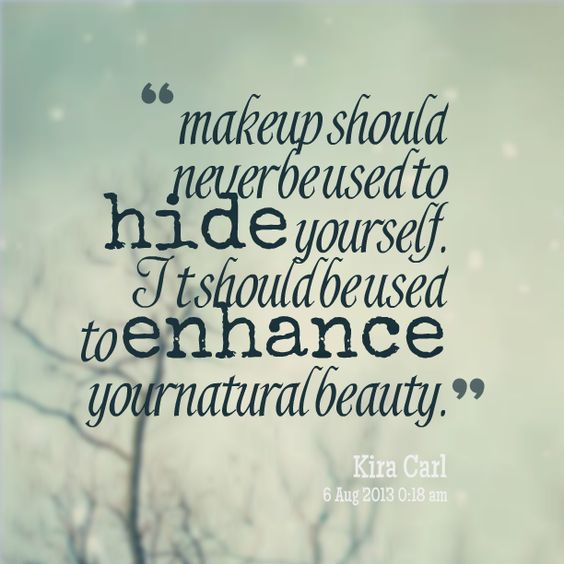 “ makeup should
never be used to
hide yourself.
It should be used
to enhance
your natural beauty. ”
Kira Carl
6 Aug 2013 0:18 am